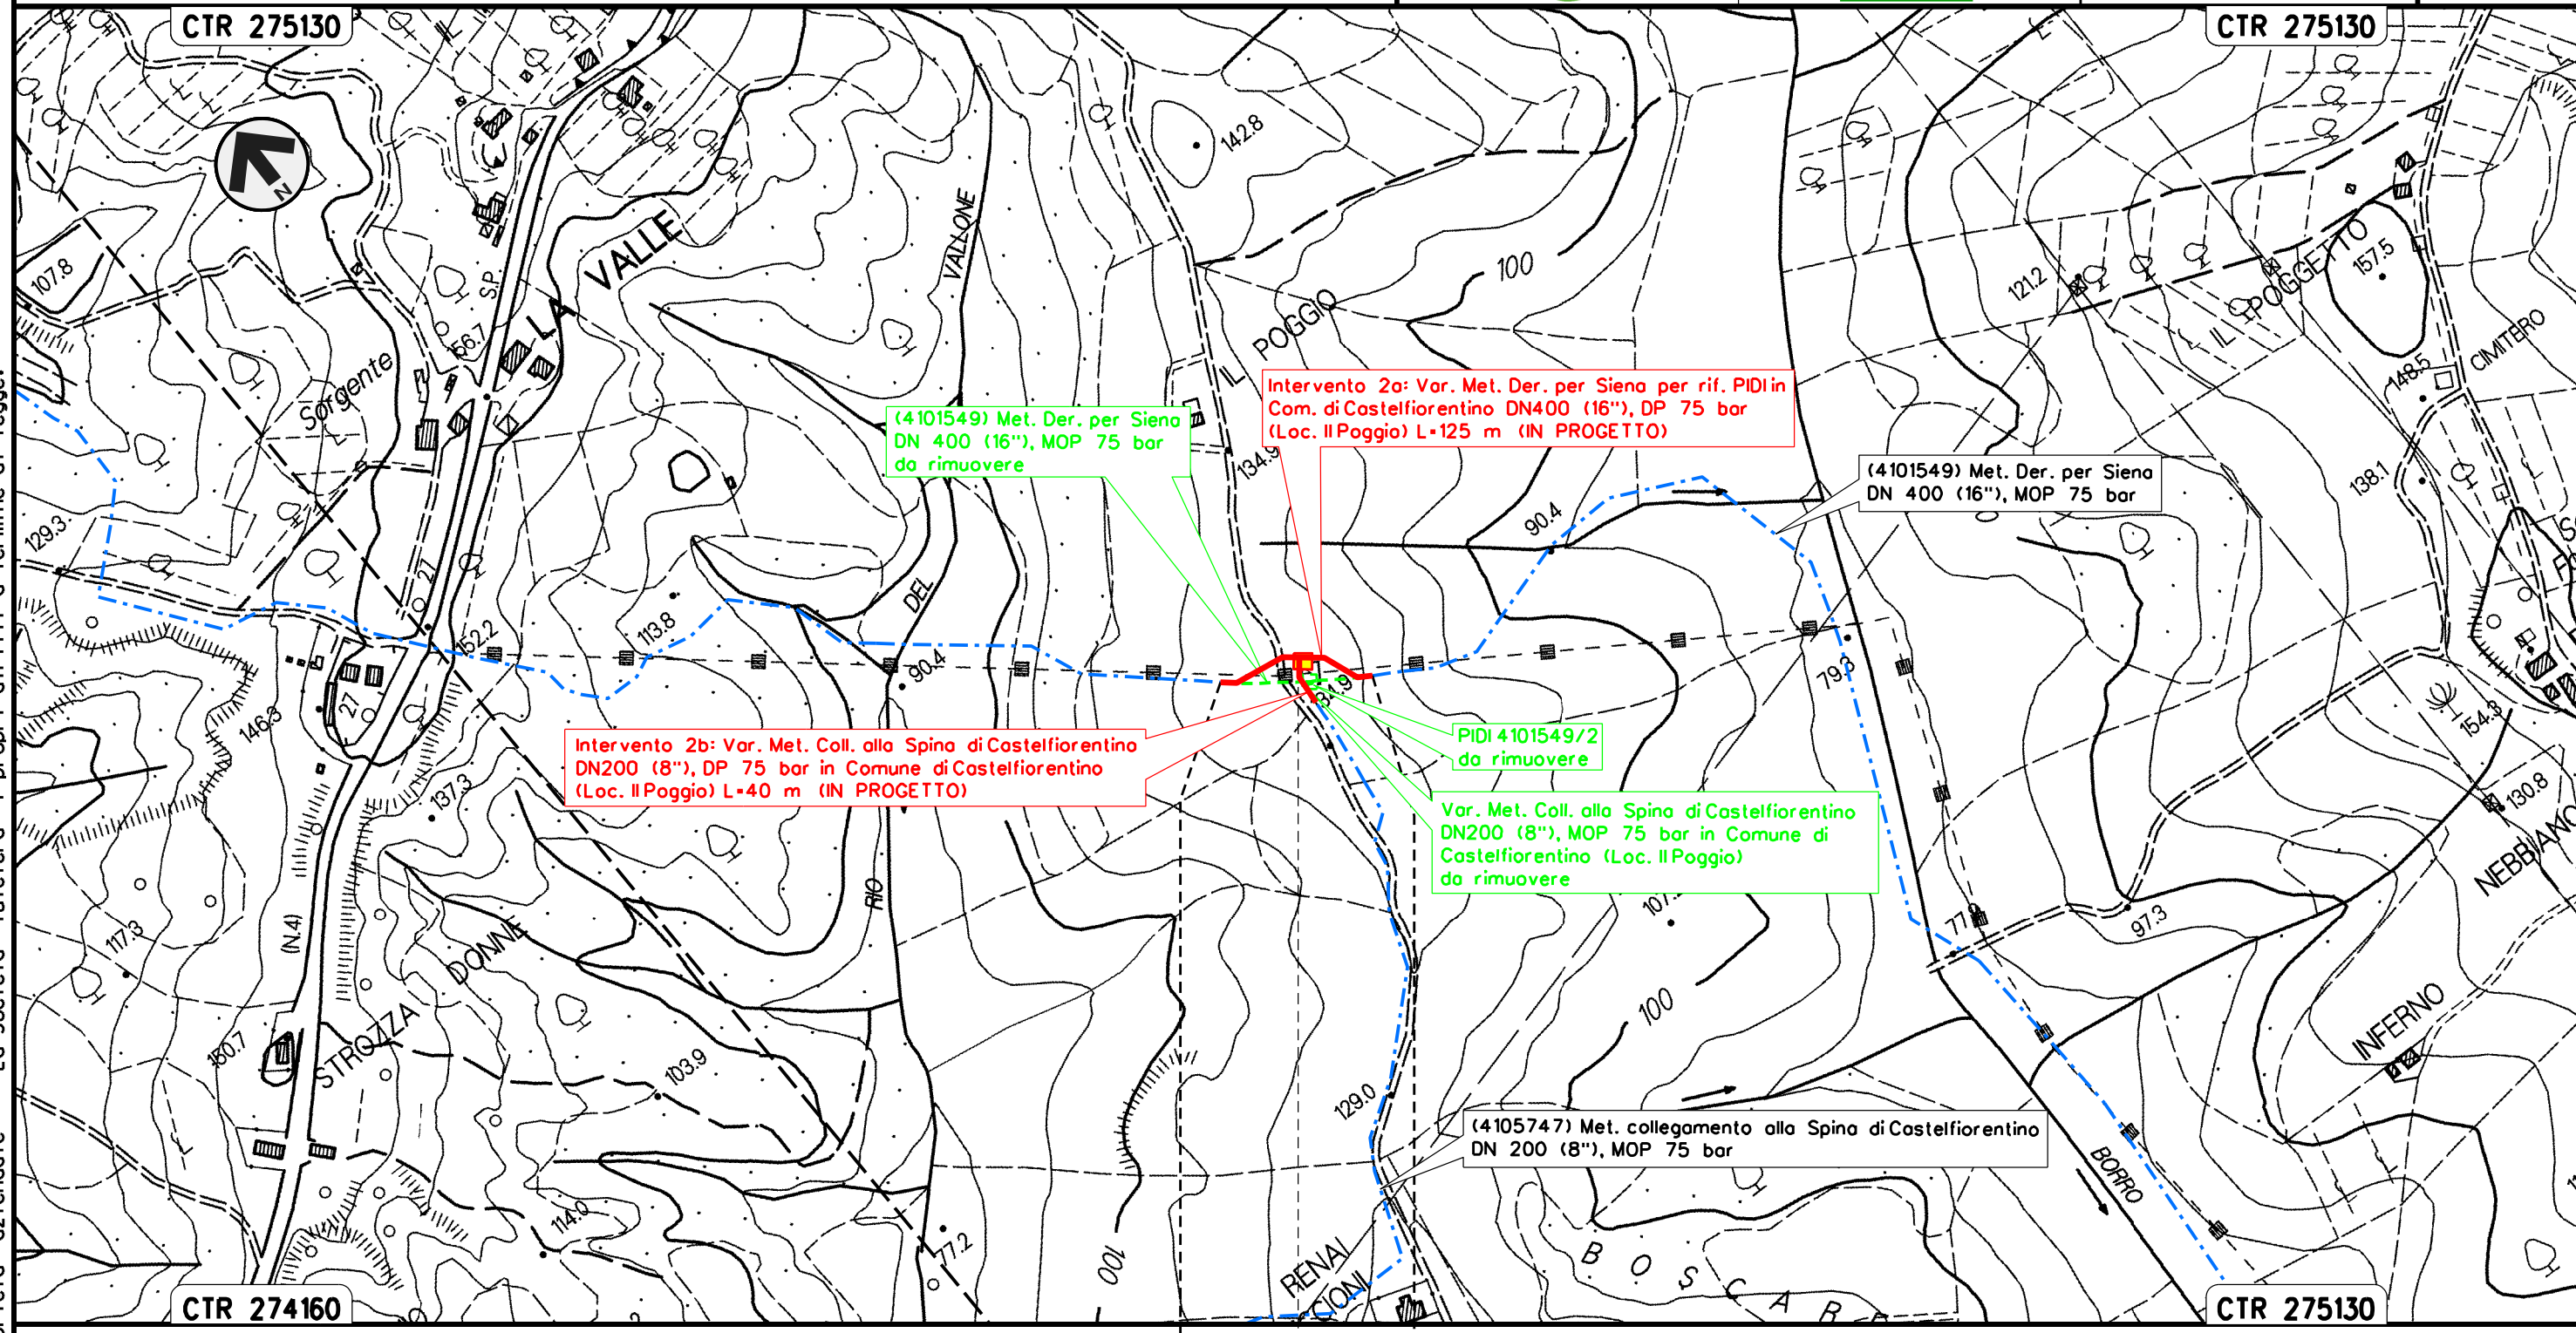 CTR 275130
CTR 275130
N
107.8
S.P.
LA VALLE
156.7
Sorgente
VALLONE
142.8
IL POGGIO
100
121.2
IL POGGETTO
157.5
CIMITERO
148.5
138.1
134.9
(4101549) Met. Der. per Siena
DN 400 (16"), MOP 75 bar
da rimuovere
Intervento 2a: Var. Met. Der. per Siena per rif. PIDI in
Com. di Castelfiorentino DN400 (16"), DP 75 bar
(Loc. Il Poggio) L=125 m (IN PROGETTO)
(4101549) Met. Der. per Siena
DN 400 (16"), MOP 75 bar
90.4
129.3
27
152.2
113.8
DEL
90.4
79.3
27
146.3
137.3
Intervento 2b: Var. Met. Coll. alla Spina di Castelfiorentino
DN200 (8"), DP 75 bar in Comune di Castelfiorentino
(Loc. Il Poggio) L=40 m (IN PROGETTO)
PIDI 4101549/2
da rimuovere
Var. Met. Coll. alla Spina di Castelfiorentino
DN200 (8"), MOP 75 bar in Comune di
Castelfiorentino (Loc. Il Poggio)
da rimuovere
154.3
130.8
NEBBIANO
RIO
(N.4)
117.3
STROZZA DONNE
97.3
150.7
103.9
100
INFERNO
129.0
(4105747) Met. collegamento alla Spina di Castelfiorentino
DN 200 (8"), MOP 75 bar
BORRO
114.0
77.2
100
RENAI
BOSCAR
CTR 274160
CTR 275130